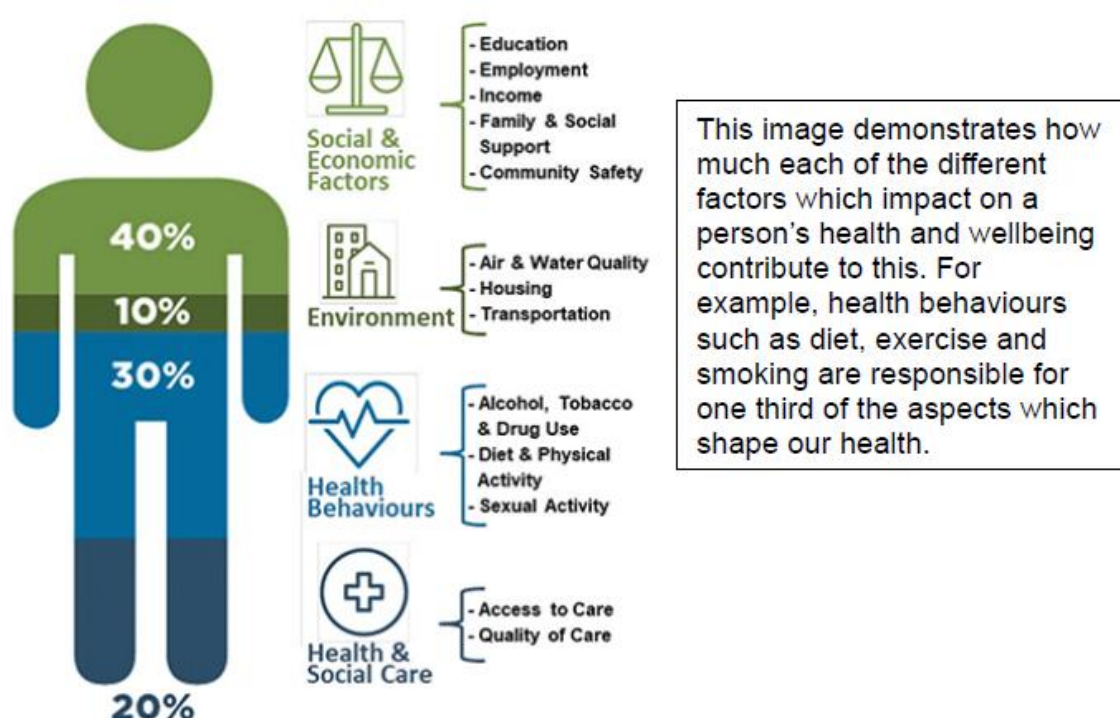 40%
10%
30%
20%
Social &
Economic
Factors
- Education
- Employment
- Income
- Family & Social
Support
- Community Safety
Environment
- Air & Water Quality
- Housing
- Transportation
Health
Behaviours
- Alcohol, Tobacco
& Drug Use
- Diet & Physical
Activity
- Sexual Activity
Health &
Social Care
- Access to Care
- Quality of Care
This image demonstrates how
much each of the different
factors which impact on a
person's health and wellbeing
contribute to this. For
example, health behaviours
such as diet, exercise and
smoking are responsible for
one third of the aspects which
shape our health.